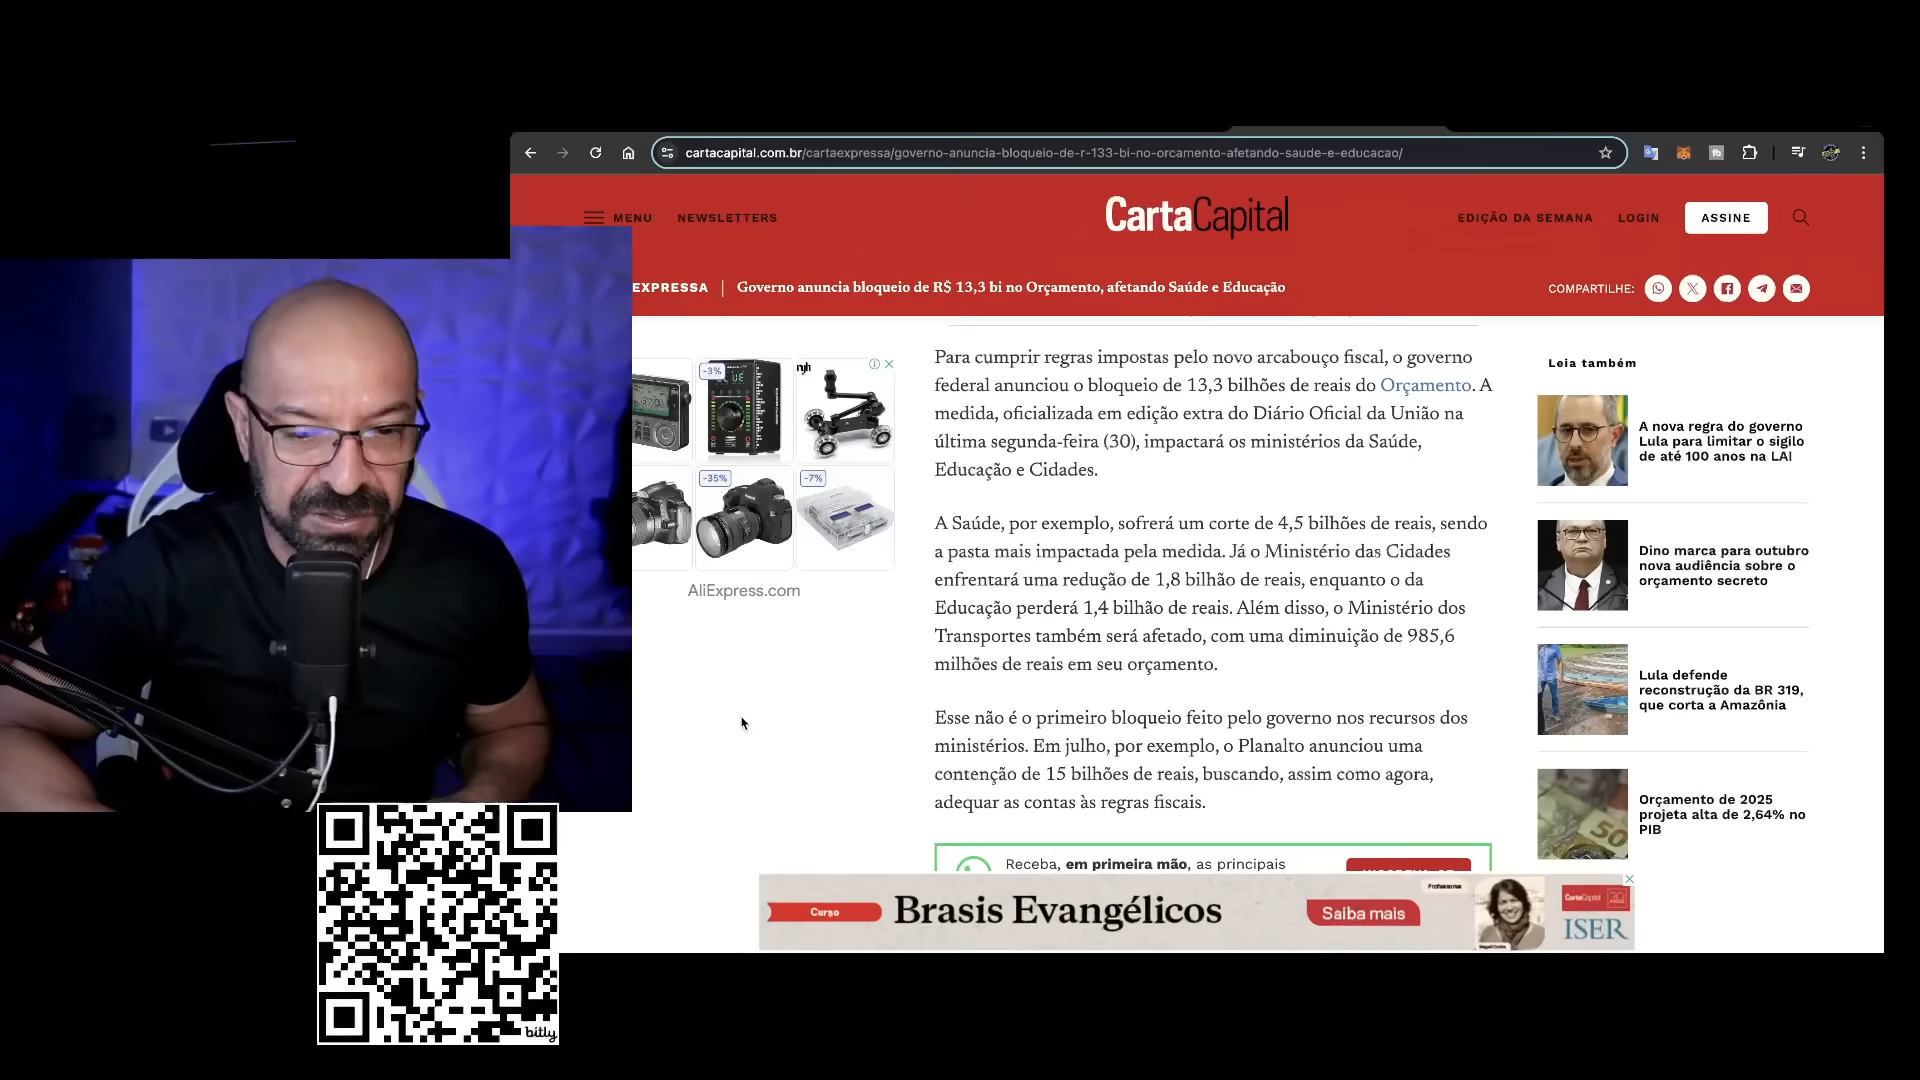 cartacapital.com.br/cartaexpressa/governo-anuncia-bloqueio-de-r-133-bi-no-orcamento-afetando-saude-e-educacao/
MENU
NEWSLETTERS
CartaCapital
EDIÇÃO DA SEMANA
LOGIN
ASSINE
EXPRESSA
Governo anuncia bloqueio de R$ 13,3 bi no Orçamento, afetando Saúde e Educação
COMPARTILHE:
-3%
-35%
-7%
AliExpress.com
Para cumprir regras impostas pelo novo arcabouço fiscal, o governo
federal anunciou o bloqueio de 13,3 bilhões de reais do Orçamento. A
medida, oficializada em edição extra do Diário Oficial da União na
última segunda-feira (30), impactará os ministérios da Saúde,
Educação e Cidades.
A Saúde, por exemplo, sofrerá um corte de 4,5 bilhões de reais, sendo
a pasta mais impactada pela medida. Já o Ministério das Cidades
enfrentará uma redução de 1,8 bilhão de reais, enquanto o da
Educação perderá 1,4 bilhão de reais. Além disso, o Ministério dos
Transportes também será afetado, com uma diminuição de 985,6
milhões de reais em seu orçamento.
Esse não é o primeiro bloqueio feito pelo governo nos recursos dos
ministérios. Em julho, por exemplo, o Planalto anunciou uma
contenção de 15 bilhões de reais, buscando, assim como agora,
adequar as contas às regras fiscais.
Receba, em primeira mão, as principais
Leia também
A nova regra do governo
Lula para limitar o sigilo
de até 100 anos na LAI
Dino marca para outubro
nova audiência sobre o
orçamento secreto
Lula defende
reconstrução da BR 319,
que corta a Amazônia
Orçamento de 2025
projeta alta de 2,64% no
PIB
Curso
Brasis Evangélicos
Saiba mais
Professora
CartaCapital
ISER
bitly